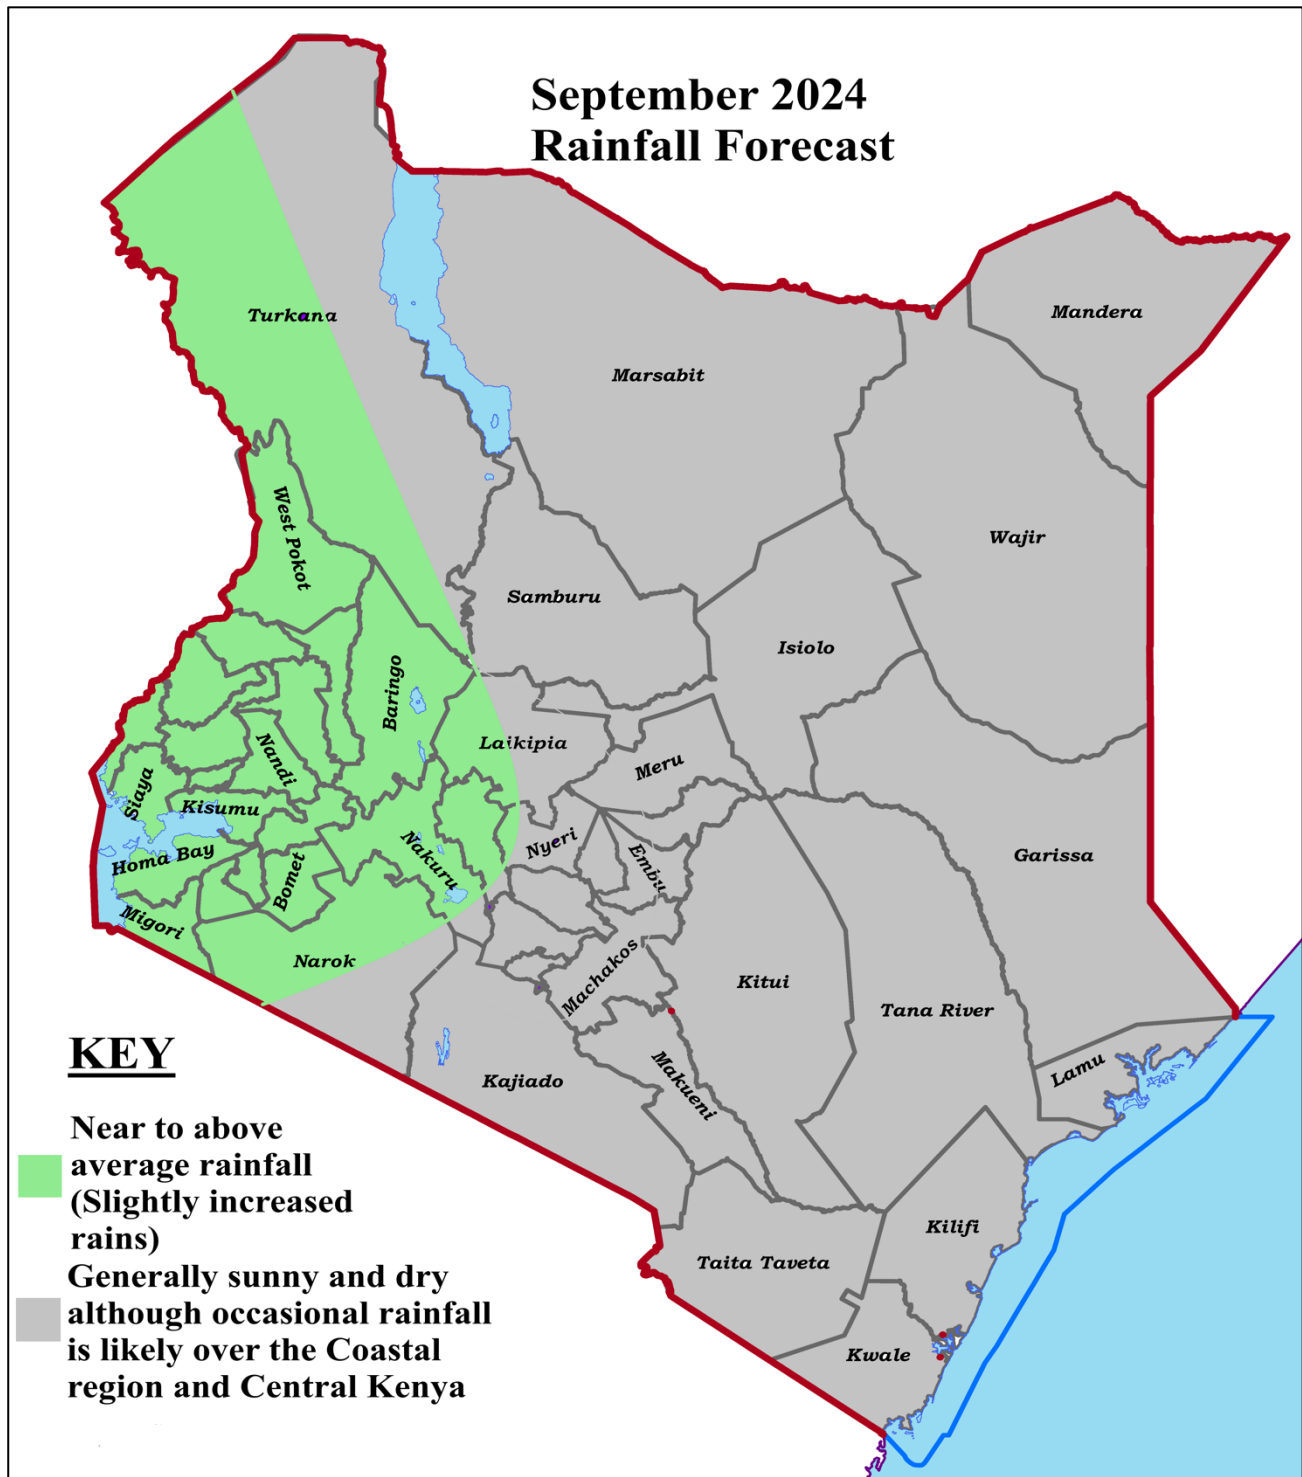 September 2024
Rainfall Forecast
Mandera
Turkana
Marsabit
West Pokot
Wajir
Samburu
Isiolo
Baringo
Laikipia
Nandi
Meru
Siaya
Kisumu
Nyeri
Homa Bay
Nakuru
Embu
Garissa
Bomet
Migori
Narok
Machakos
Kitui
Tana River
Lamu
Kajiado
Makueni
Kilifi
Taita Taveta
Kwale
KEY
Near to above
average rainfall
(Slightly increased
rains)
Generally sunny and dry
although occasional rainfall
is likely over the Coastal
region and Central Kenya